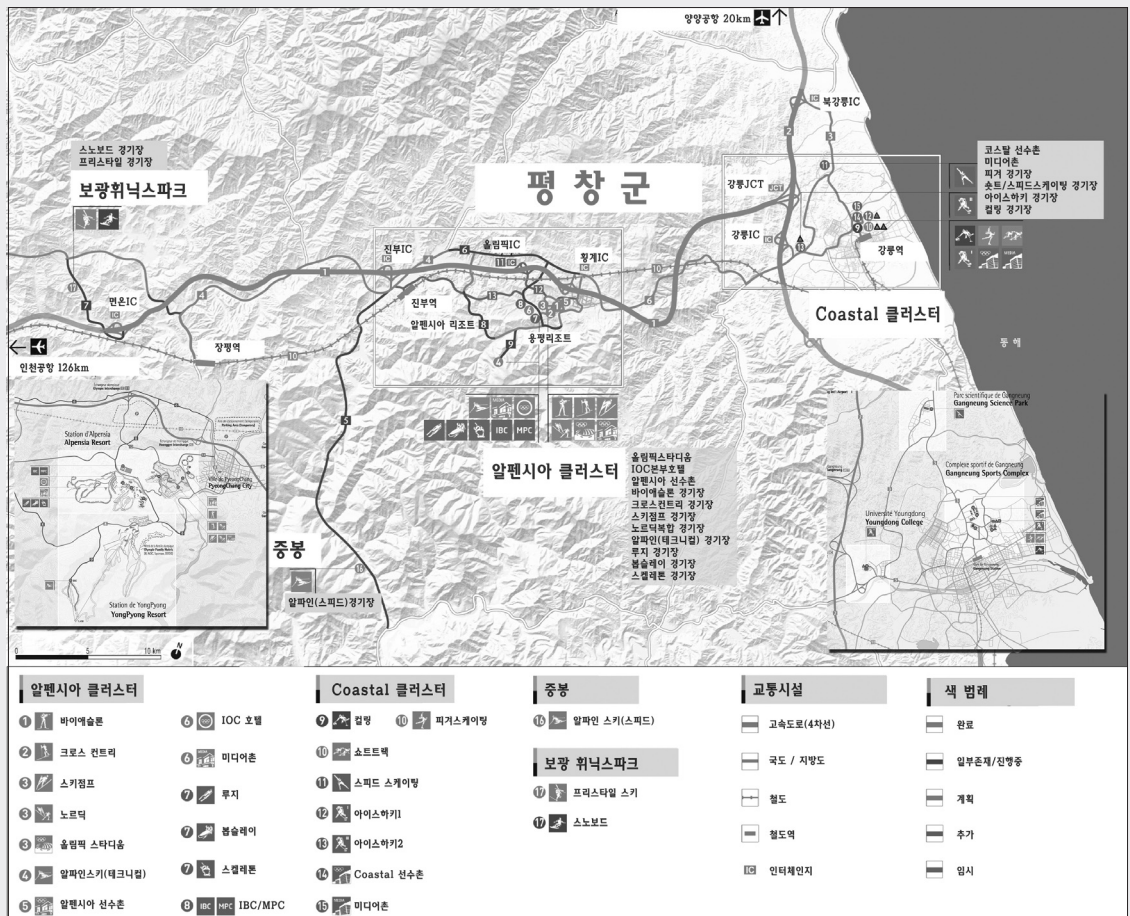 양양공항 20km
북강릉IC
스노보드 경기장
프리스타일 경기장
보광휘닉스파크
평창군
강릉JCT
JCT
강릉IC
코스탈 선수촌
미디어촌
피겨 경기장
숏트/스피드스케이팅 경기장
아이스하키 경기장
컬링 경기장
강릉역
진부IC
올림픽IC
횡계IC
면온IC
진부역
알펜시아 리조트
용평리조트
Coastal 클러스터
동해
장평역
인천공항 126km
IBC MPC
알펜시아 클러스터
올림픽스타디움
IOC본부호텔
알펜시아 선수촌
바이애슬론 경기장
크로스컨트리 경기장
스키점프 경기장
노르딕복합 경기장
알파인(테크니컬) 경기장
루지 경기장
봅슬레이 경기장
스켈레톤 경기장
중봉
알파인(스피드)경기장
Station d'Alpensia
Alpensia Resort
PyeongChang City
Station de YongPyong
YongPyong Resort
Parc scientifique de Gangneung
Gangneung Science Park
Complexe sportif de Gangneung
Gangneung Sports Complex
Université Youngdong
Youngdong College
0 5 10 km
N
알펜시아 클러스터
1 바이애슬론
2 크로스 컨트리
3 스키점프
3 노르딕
3 올림픽 스타디움
4 알파인스키(테크니컬)
5 알펜시아 선수촌
6 IOC 호텔
6 미디어촌
7 루지
7 봅슬레이
7 스켈레톤
8 IBC MPC IBC/MPC
Coastal 클러스터
9 컬링 10 피겨스케이팅
10 쇼트트랙
11 스피드 스케이팅
12 아이스하키1
13 아이스하키2
14 Coastal 선수촌
15 미디어촌
중봉
16 알파인 스키(스피드)
보광 휘닉스파크
17 프리스타일 스키
17 스노보드
교통시설
고속도로(4차선)
국도 / 지방도
철도
철도역
IC 인터체인지
색 범례
완료
일부존재/진행중
계획
추가
임시